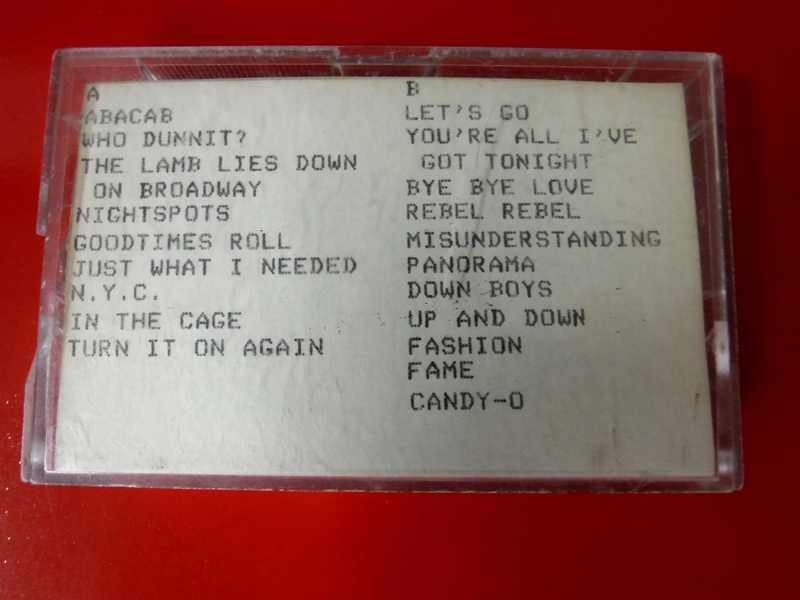 A
ABACAB
WHO DUNNIT?
THE LAMB LIES DOWN
ON BROADWAY
NIGHTSPOTS
GOODTIMES ROLL
JUST WHAT I NEEDED
N.Y.C.
IN THE CAGE
TURN IT ON AGAIN
B
LET'S GO
YOU'RE ALL I'VE
GOT TONIGHT
BYE BYE LOVE
REBEL REBEL
MISUNDERSTANDING
PANORAMA
DOWN BOYS
UP AND DOWN
FASHION
FAME
CANDY-O